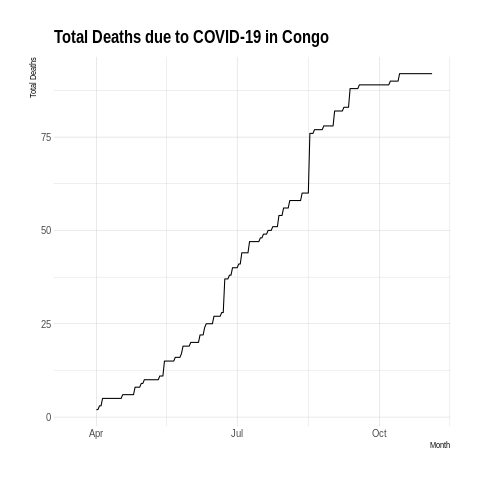 Total Deaths due to COVID-19 in Congo
Total Deaths
75
50
25
0
Apr
Jul
Oct
Month